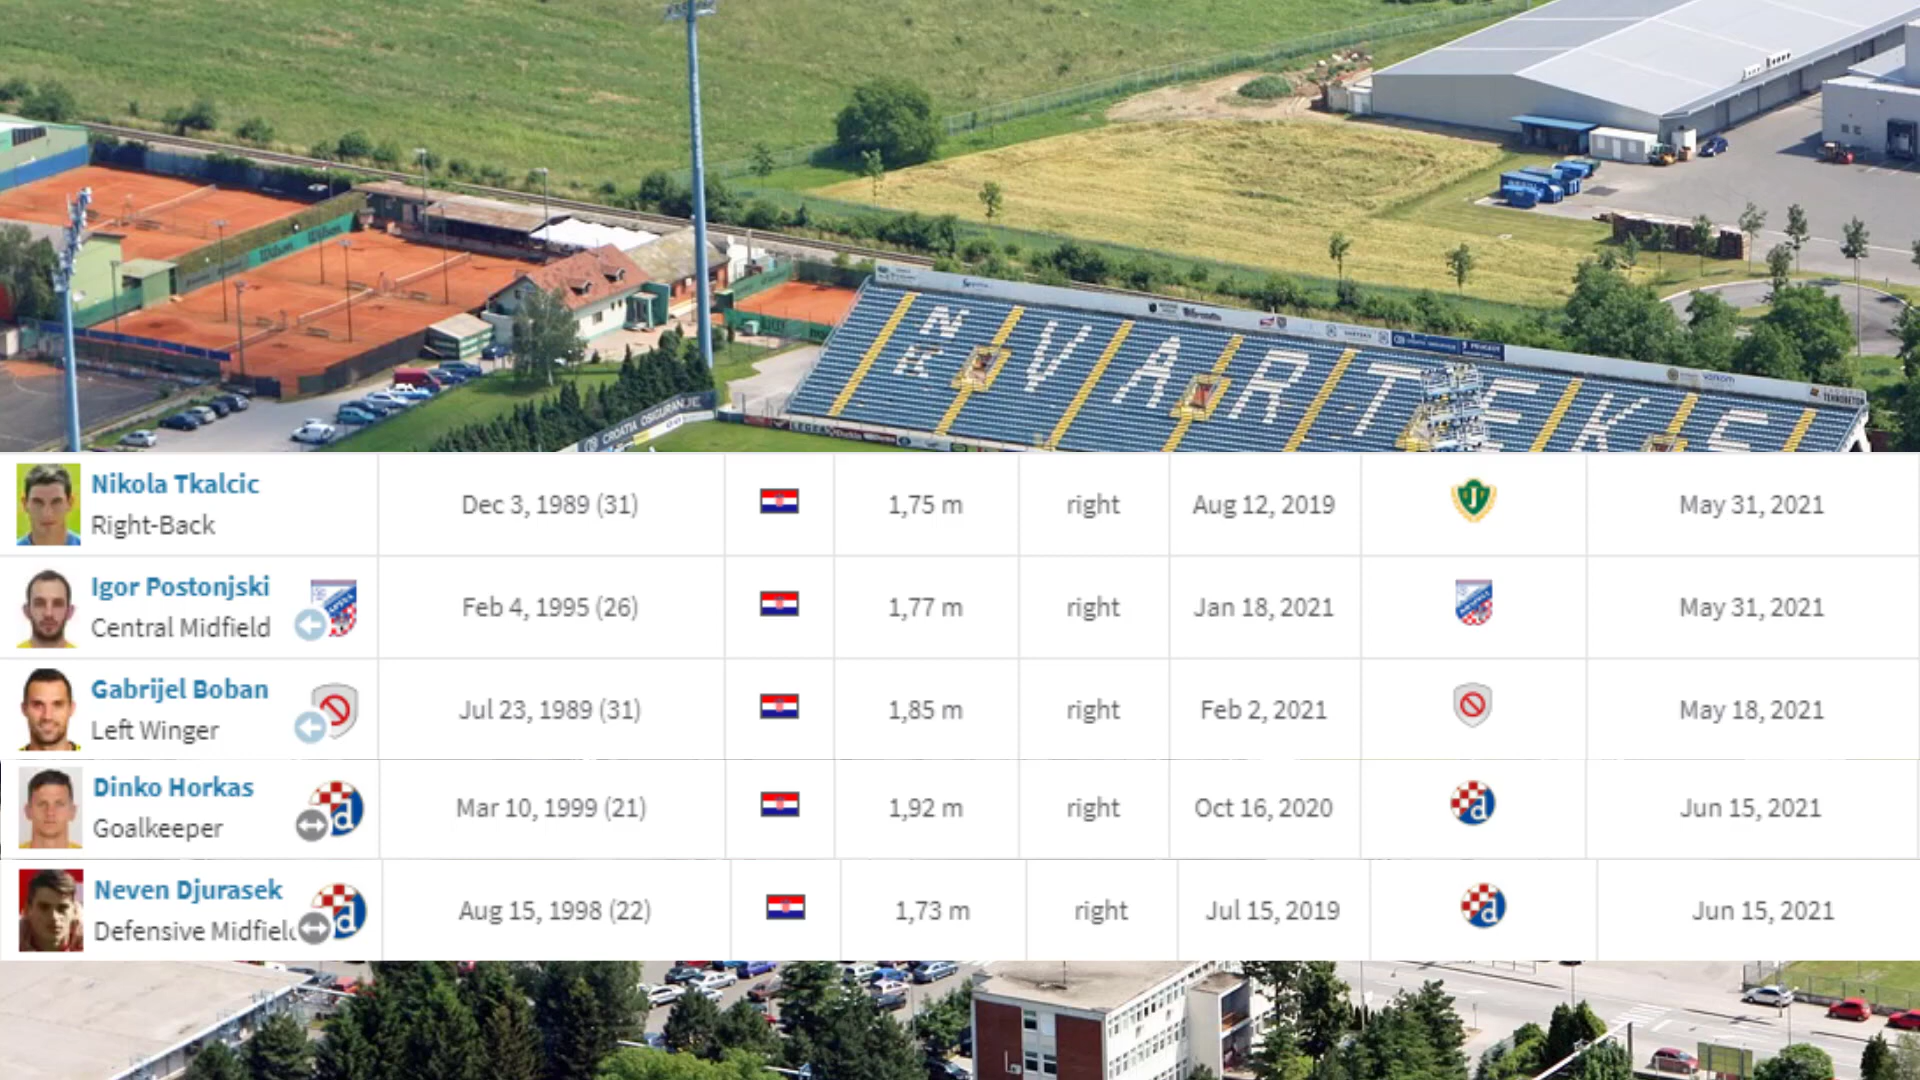 Wilson
NK VARTEKS
CROATIA OSIGURANJE
Nikola Tkalcic
Right-Back
Dec 3, 1989 (31)
1,75 m
right
Aug 12, 2019
J
May 31, 2021
Igor Postonjski
Central Midfield
Feb 4, 1995 (26)
1,77 m
right
Jan 18, 2021
May 31, 2021
Gabrijel Boban
Left Winger
Jul 23, 1989 (31)
1,85 m
right
Feb 2, 2021
May 18, 2021
Dinko Horkas
Goalkeeper
d
Mar 10, 1999 (21)
1,92 m
right
Oct 16, 2020
d
Jun 15, 2021
Neven Djurasek
Defensive Midfiel
d
Aug 15, 1998 (22)
1,73 m
right
Jul 15, 2019
d
Jun 15, 2021